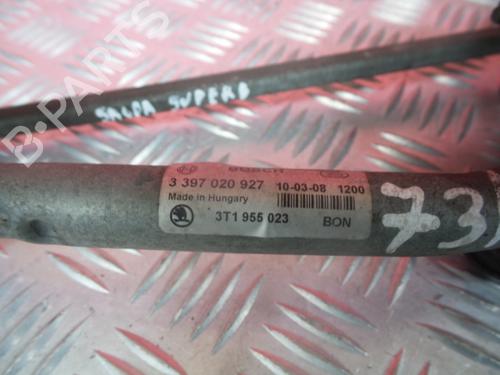 SALDA SUPERB
B-PARTS
BOSCH
3 397 020 927 10-03-08 1200
Made in Hungary
3T1 955 023 BON
73